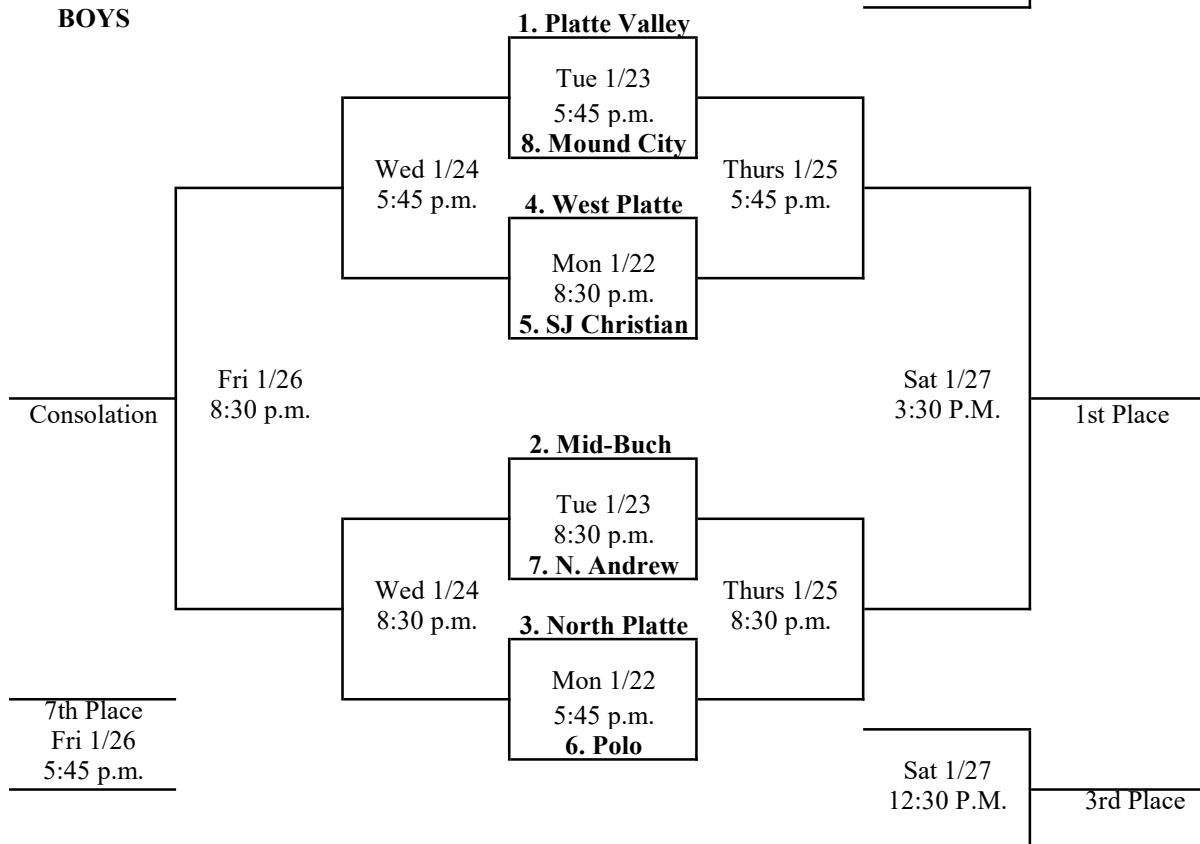 BOYS
1. Platte Valley
Tue 1/23
5:45 p.m.
8. Mound City
Wed 1/24
5:45 p.m.
Thurs 1/25
5:45 p.m.
4. West Platte
Mon 1/22
8:30 p.m.
5. SJ Christian
Fri 1/26
8:30 p.m.
Consolation
Sat 1/27
3:30 P.M.
1st Place
2. Mid-Buch
Tue 1/23
8:30 p.m.
7. N. Andrew
Wed 1/24
8:30 p.m.
Thurs 1/25
8:30 p.m.
3. North Platte
Mon 1/22
5:45 p.m.
6. Polo
7th Place
Fri 1/26
5:45 p.m.
Sat 1/27
12:30 P.M.
3rd Place